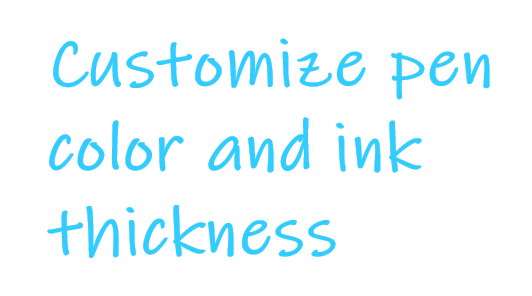 Customize pen
color and ink
thickness